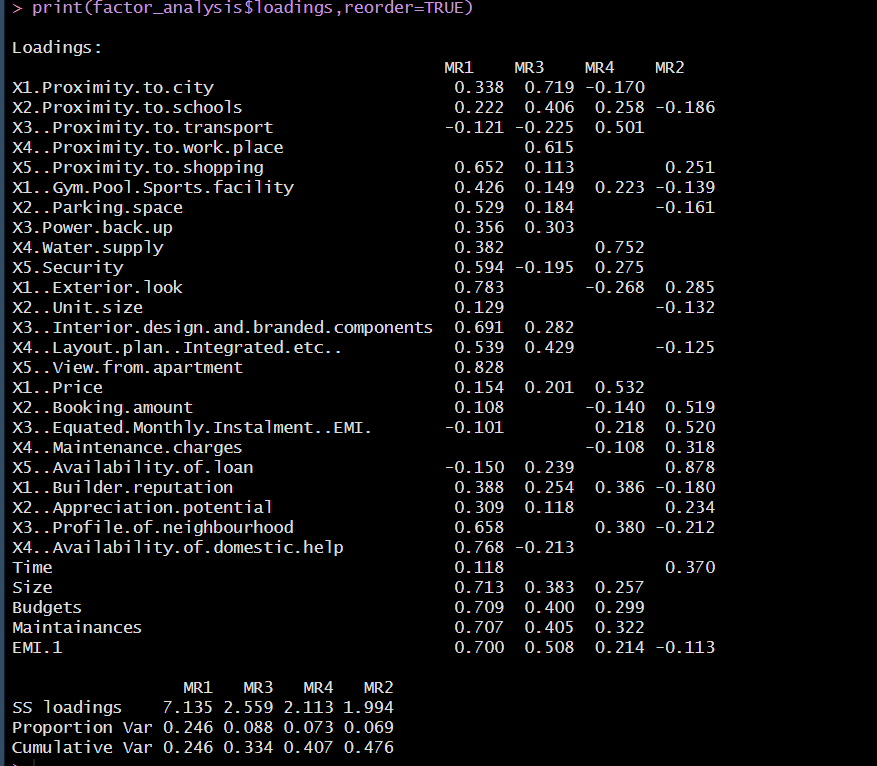 > print(factor_analysis$loadings,reorder=TRUE)
Loadings:
MR1 MR3 MR4 MR2
X1.Proximity.to.city 0.338 0.719 -0.170
X2.Proximity.to.schools 0.222 0.406 0.258 -0.186
X3..Proximity.to.transport -0.121 -0.225 0.501
X4..Proximity.to.work.place 0.615
X5..Proximity.to.shopping 0.652 0.113 0.251
X1..Gym.Pool.Sports.facility 0.426 0.149 0.223 -0.139
X2..Parking.space 0.529 0.184 -0.161
X3.Power.back.up 0.356 0.303
X4.Water.supply 0.382 0.752
X5.Security 0.594 -0.195 0.275
X1..Exterior.look 0.783 -0.268 0.285
X2..Unit.size 0.129 -0.132
X3..Interior.design.and.branded.components 0.691 0.282
X4..Layout.plan..Integrated.etc.. 0.539 0.429 -0.125
X5..View.from.apartment 0.828
X1..Price 0.154 0.201 0.532
X2..Booking.amount 0.108 -0.140 0.519
X3..Equated.Monthly.Instalment..EMI. -0.101 0.218 0.520
X4..Maintenance.charges -0.108 0.318
X5..Availability.of.loan -0.150 0.239 0.878
X1..Builder.reputation 0.388 0.254 0.386 -0.180
X2..Appreciation.potential 0.309 0.118 0.234
X3..Profile.of.neighbourhood 0.658 0.380 -0.212
X4..Availability.of.domestic.help 0.768 -0.213
Time 0.118 0.370
Size 0.713 0.383 0.257
Budgets 0.709 0.400 0.299
Maintainances 0.707 0.405 0.322
EMI.1 0.700 0.508 0.214 -0.113
MR1 MR3 MR4 MR2
SS loadings 7.135 2.559 2.113 1.994
Proportion Var 0.246 0.088 0.073 0.069
Cumulative Var 0.246 0.334 0.407 0.476
>